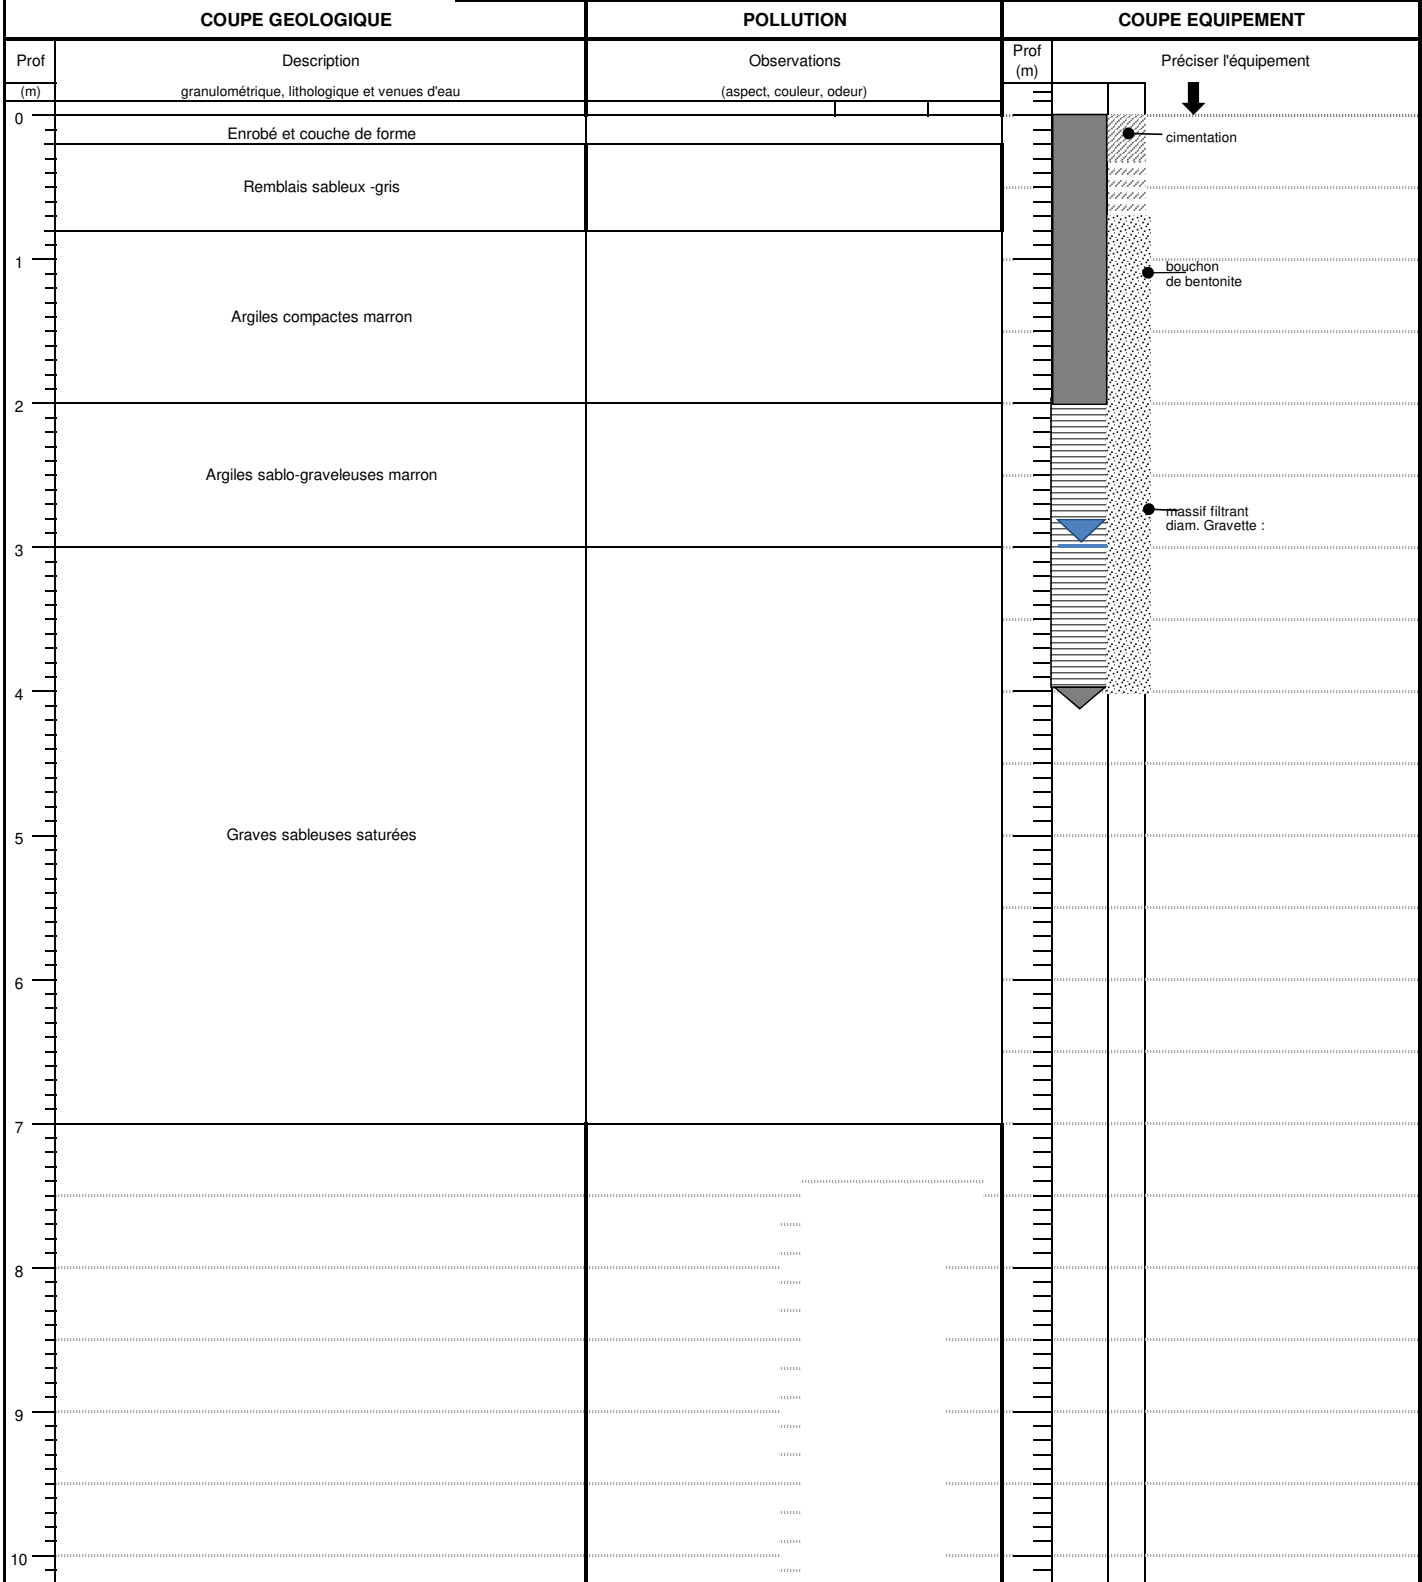 COUPE GEOLOGIQUE
POLLUTION
COUPE EQUIPEMENT
Prof
(m)
Description
granulométrique, lithologique et venues d'eau
Observations
(aspect, couleur, odeur)
Prof
(m)
Préciser l'équipement
0
Enrobé et couche de forme
cimentation
Remblais sableux -gris
1
bouchon
de bentonite
Argiles compactes marron
2
Argiles sablo-graveleuses marron
massif filtrant
diam. Gravette :
3
4
5
Graves sableuses saturées
6
7
8
9
10